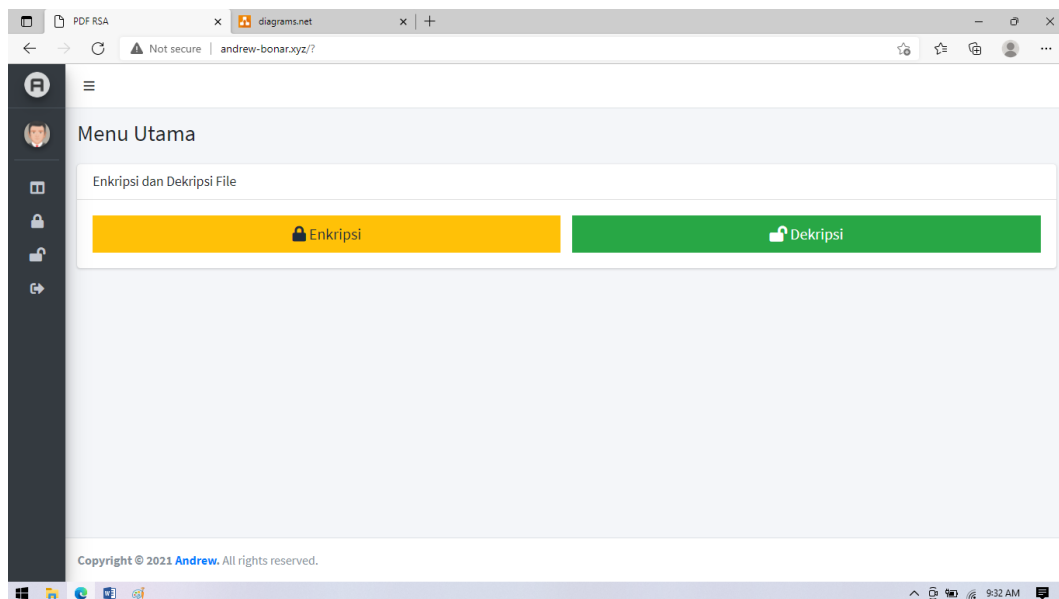 PDF RSA
diagrams.net
Not secure | andrew-bonar.xyz/?
Menu Utama
Enkripsi dan Dekripsi File
Enkripsi
Dekripsi
Copyright © 2021 Andrew. All rights reserved.
9:32 AM